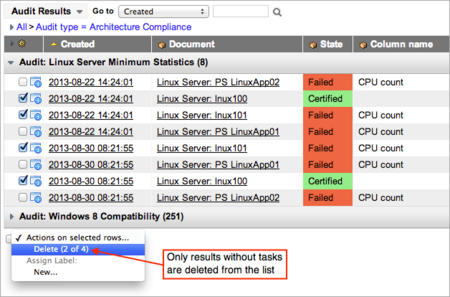 Audit Results Go to Created
All > Audit type = Architecture Compliance
Created Document State Column name
Audit: Linux Server Minimum Statistics (8)
2013-08-22 14:24:01 Linux Server: PS LinuxApp02 Failed CPU count
2013-08-22 14:24:01 Linux Server: lnux100 Certified
2013-08-22 14:24:01 Linux Server: lnux101 Failed CPU count
2013-08-22 14:24:01 Linux Server: PS LinuxApp01 Failed CPU count
2013-08-30 08:21:55 Linux Server: lnux101 Failed CPU count
2013-08-30 08:21:55 Linux Server: PS LinuxApp01 Failed CPU count
2013-08-30 08:21:55 Linux Server: lnux100 Certified
2013-08-30 08:21:55 Linux Server: PS LinuxApp02 Failed CPU count
Audit: Windows 8 Compatibility (251)
Actions on selected rows...
Delete (2 of 4)
Assign Label:
New...
Only results without tasks
are deleted from the list